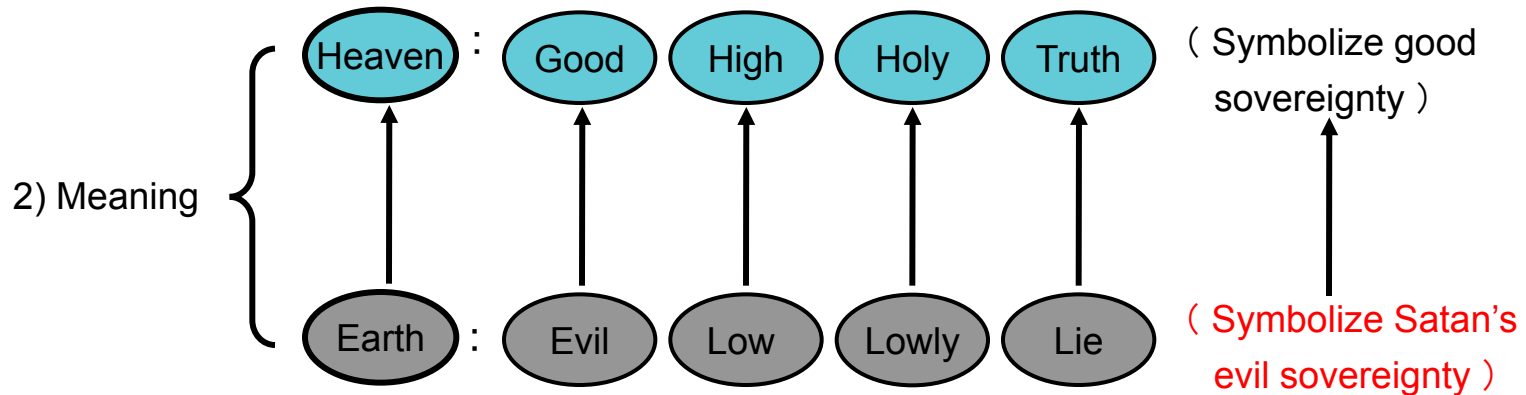 Heaven : Good High Holy Truth （ Symbolize good
sovereignty ）
2) Meaning
Earth : Evil Low Lowly Lie （ Symbolize Satan’s
evil sovereignty ）